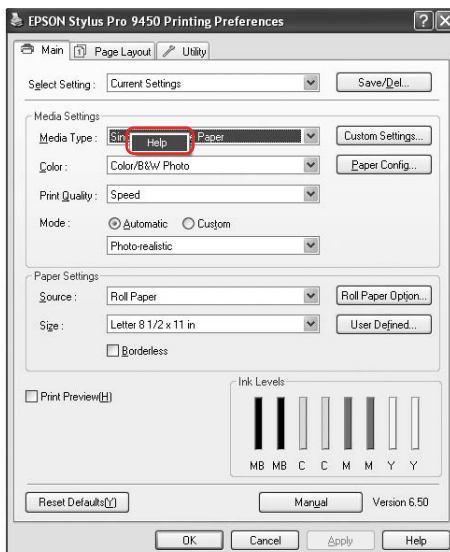 EPSON Stylus Pro 9450 Printing Preferences
Main Page Layout Utility
Select Setting : Current Settings Save/Del...
Media Settings
Media Type : Paper Custom Settings...
Help
Color : Color/B&W Photo Paper Config...
Print Quality : Speed
Mode : Automatic Custom
Photo-realistic
Paper Settings
Source : Roll Paper Roll Paper Option...
Size : Letter 8 1/2 x 11 in User Defined...
Borderless
Ink Levels
Print Preview(H)
MB MB C C M M Y Y
Reset Defaults(Y) Manual Version 6.50
OK Cancel Apply Help